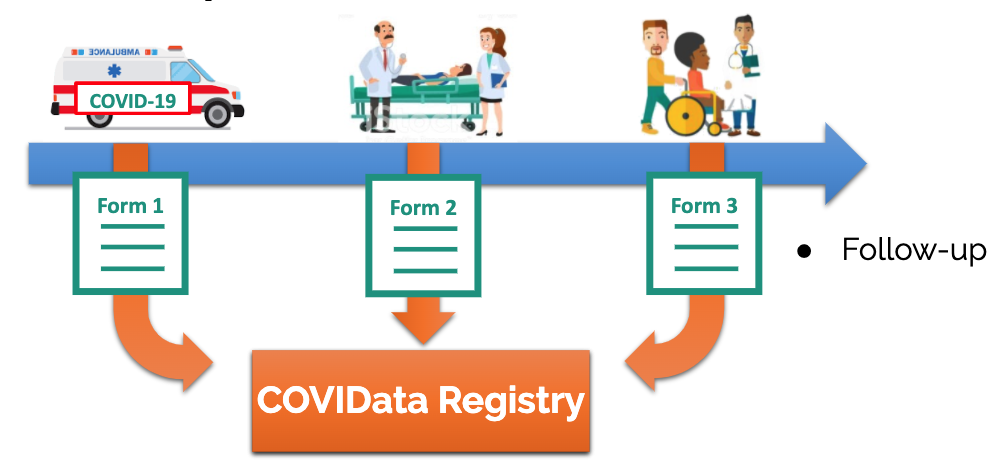 AMBULANCE
COVID-19
Form 1
Form 2
Form 3
● Follow-up
COVIData Registry